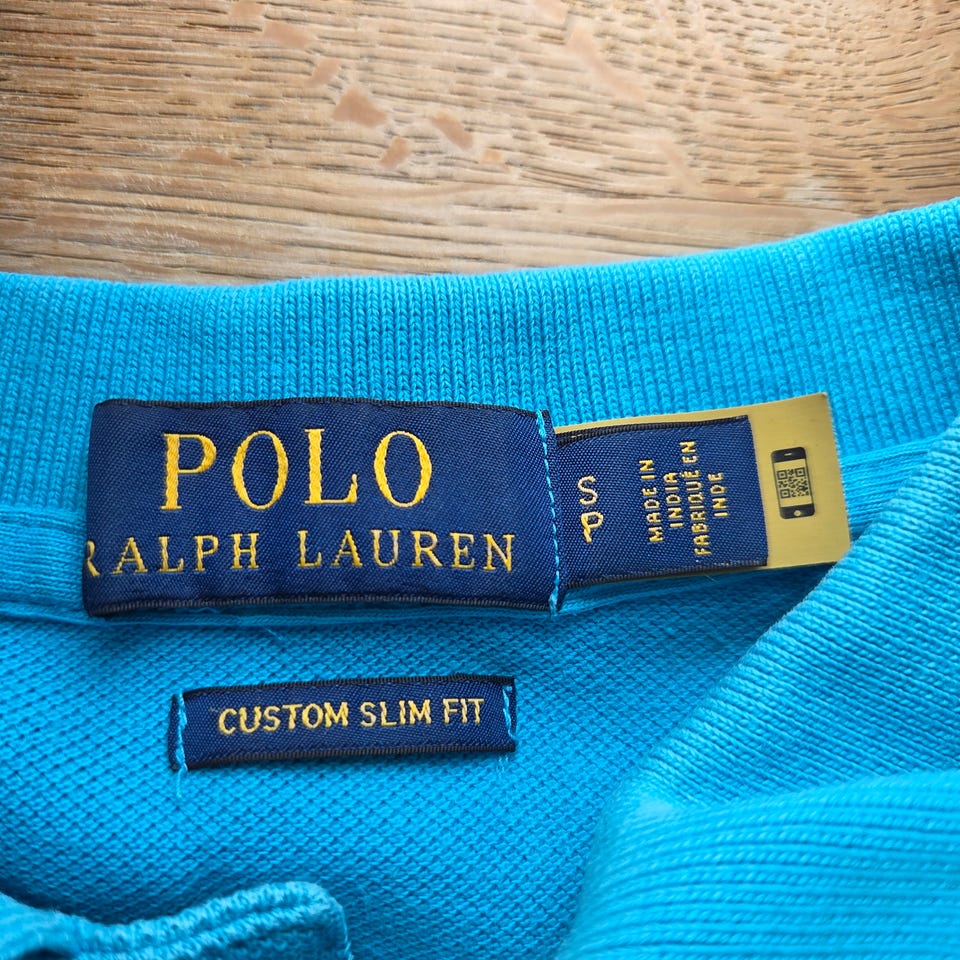 POLO
RALPH LAUREN
S
P
MADE IN
INDIA
FABRIQUÉ EN
INDE
CUSTOM SLIM FIT